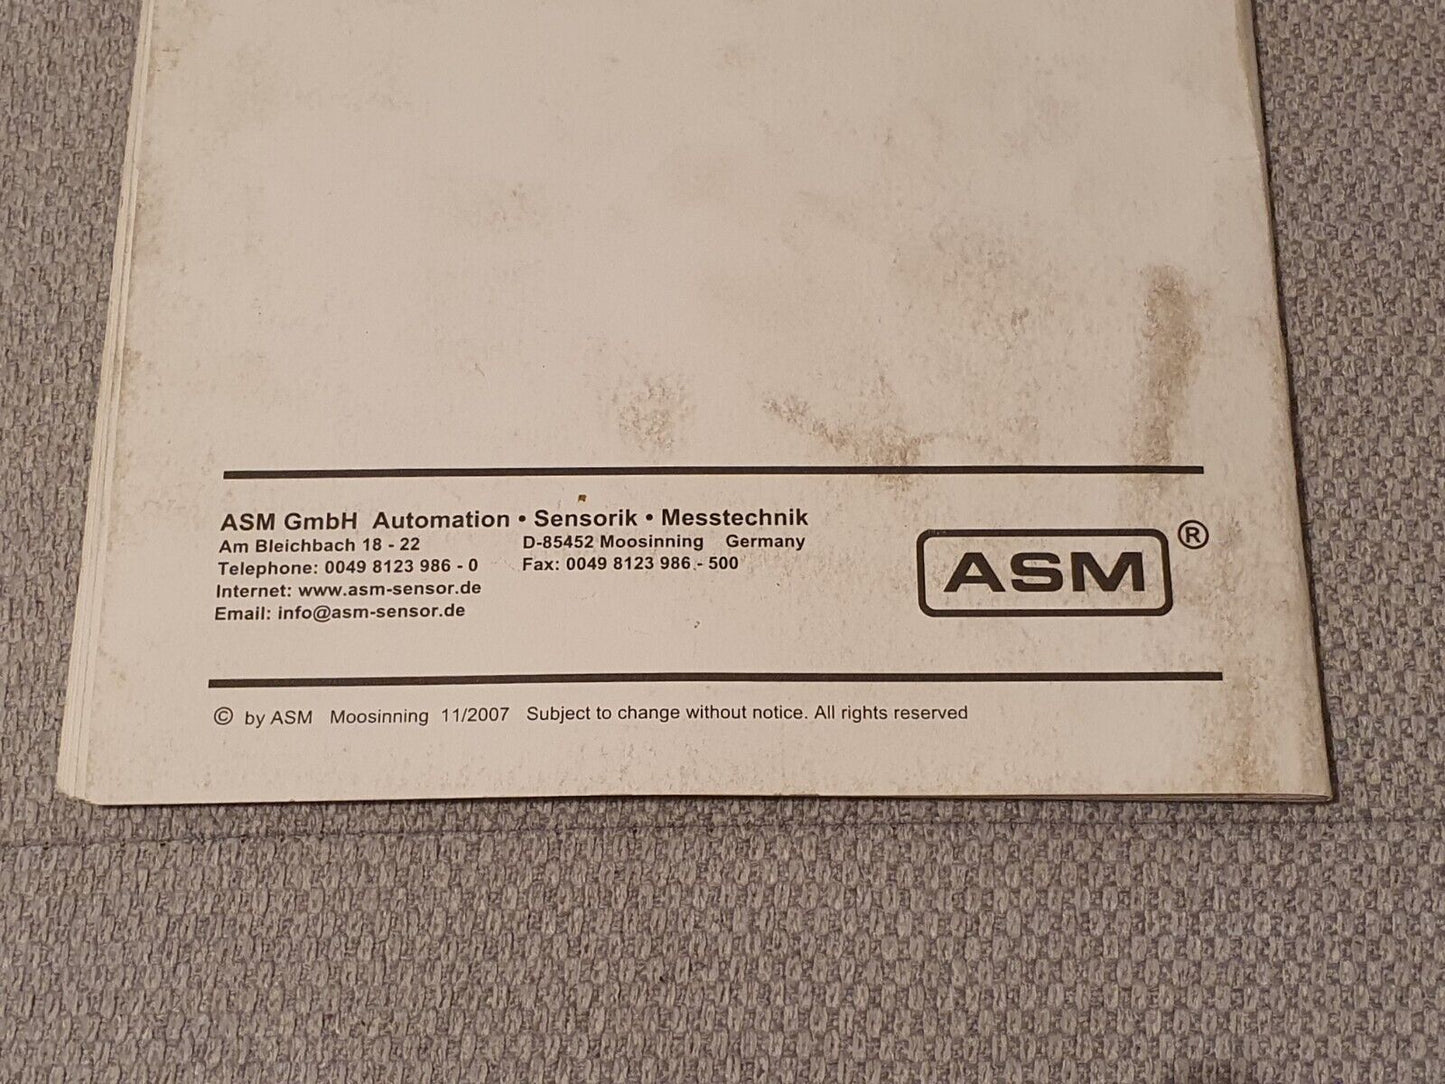 ASM GmbH Automation • Sensorik • Messtechnik
Am Bleichbach 18 - 22 D-85452 Moosinning Germany
Telephone: 0049 8123 986 - 0 Fax: 0049 8123 986 - 500
Internet: www.asm-sensor.de
Email: info@asm-sensor.de
ASM®
© by ASM Moosinning 11/2007 Subject to change without notice. All rights reserved